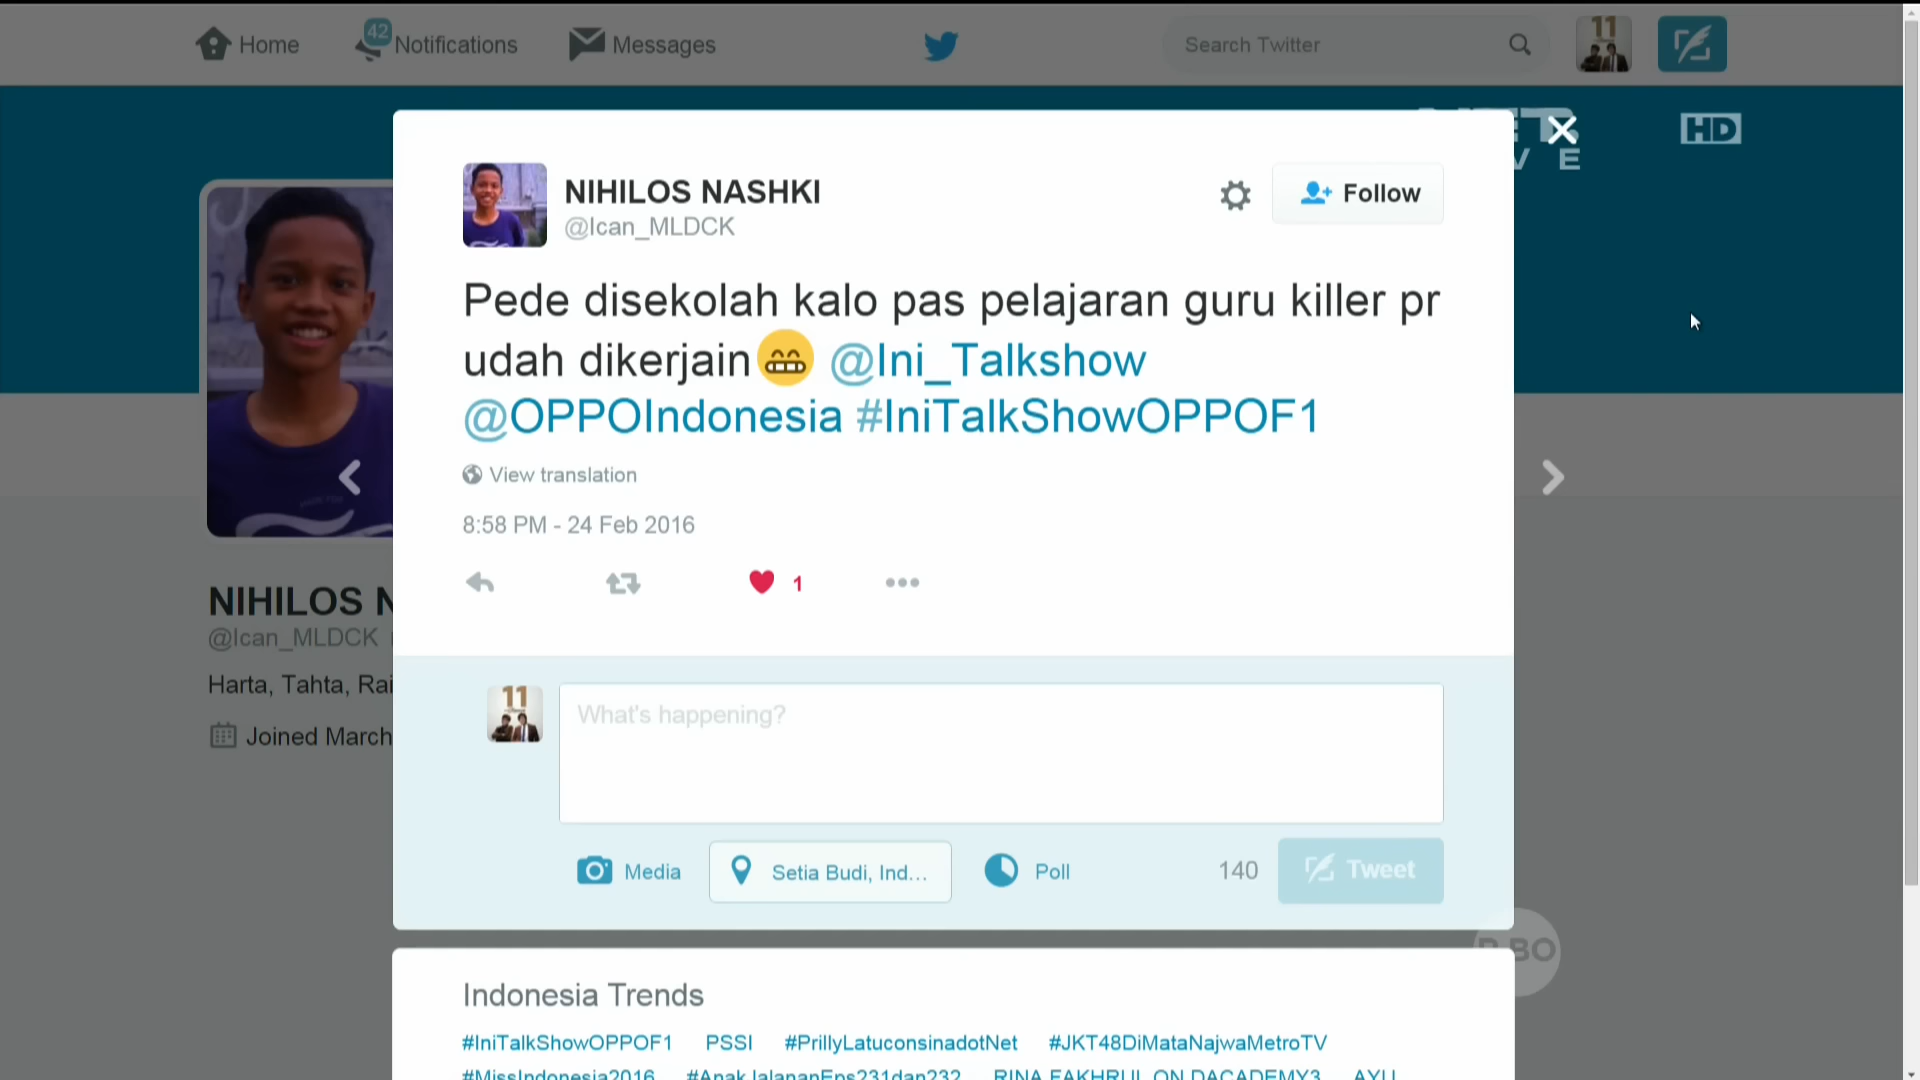 Home
42
Notifications
Messages
Search Twitter
11
HD
NIHILOS NASHKI
@Ican_MLDCK
Follow
Pede disekolah kalo pas pelajaran guru killer pr
udah dikerjain😁 @Ini_Talkshow
@OPPOIndonesia #IniTalkShowOPPOF1
View translation
8:58 PM - 24 Feb 2016
1
NIHILOS N
@Ican_MLDCK
Harta, Tahta, Rai
Joined March
11
What's happening?
Media
Setia Budi, Ind...
Poll
140
Tweet
BO
Indonesia Trends
#IniTalkShowOPPOF1 PSSI #PrillyLatuconsinadotNet #JKT48DiMataNajwaMetroTV
#MissIndonesia2016 #AnakJalananEps231dan232 RINA FAKHRUL ON DACADEMY3 AYU